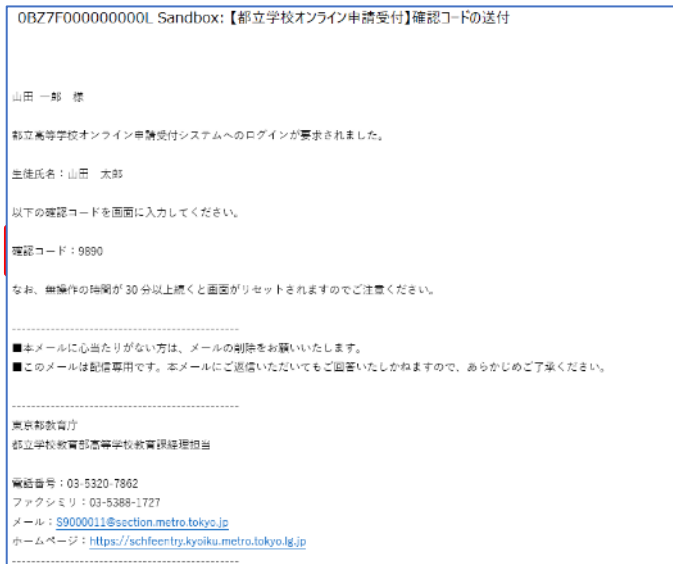 0BZ7F000000000L Sandbox: 【都立学校オンライン申請受付】確認コードの送付
山田 一郎 様
都立高等学校オンライン申請受付システムへのログインが要求されました。
生徒氏名：山田 太郎
以下の確認コードを画面に入力してください。
確認コード：9890
なお、無操作の時間が 30 分以上続くと画面がリセットされますのでご注意ください。
----------------------------------------------
■本メールに心当たりがない方は、メールの削除をお願いいたします。
■このメールは配信専用です。本メールにご返信いただいてもご回答いたしかねますので、あらかじめご了承ください。
----------------------------------------------
東京都教育庁
都立学校教育部高等学校教育課経理担当
電話番号：03-5320-7862
ファクシミリ：03-5388-1727
メール：S9000011@section.metro.tokyo.jp
ホームページ：https://schfeentry.kyoiku.metro.tokyo.lg.jp
----------------------------------------------